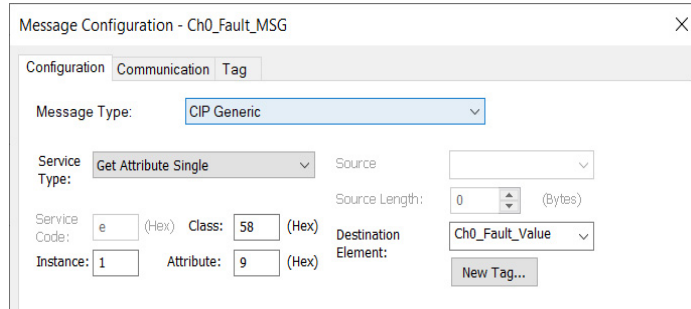 Message Configuration - Ch0_Fault_MSG
Configuration Communication Tag
Message Type: CIP Generic
Service Type: Get Attribute Single
Source
Source Length: 0 (Bytes)
Service Code: e (Hex) Class: 58 (Hex)
Destination Element: Ch0_Fault_Value
Instance: 1 Attribute: 9 (Hex)
New Tag...